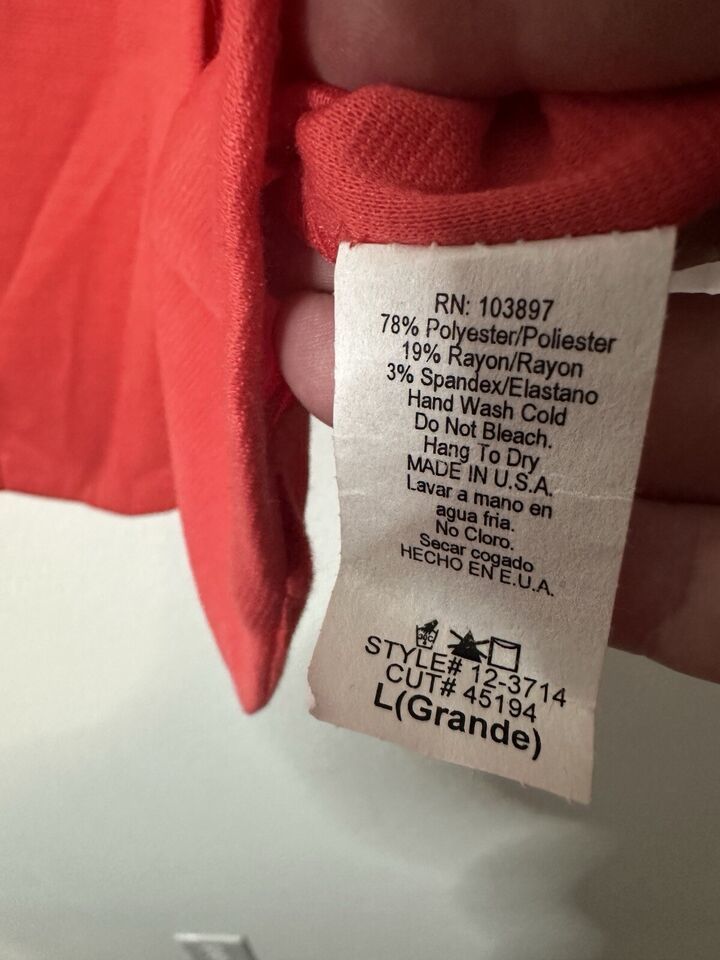 RN: 103897
78% Polyester/Poliester
19% Rayon/Rayon
3% Spandex/Elastano
Hand Wash Cold
Do Not Bleach.
Hang To Dry
MADE IN U.S.A.
Lavar a mano en
agua fria.
No Cloro.
Secar cogado
HECHO EN E.U.A.
STYLE# 12-3714
CUT# 45194
L(Grande)